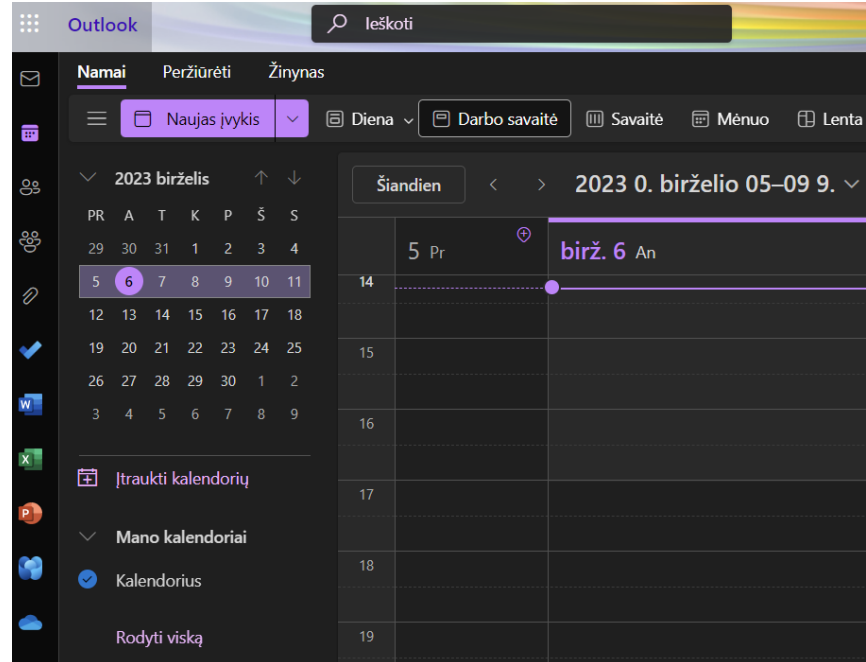 Outlook
Ieškoti
Namai Peržiūrėti Žinynas
Naujas įvykis Diena Darbo savaitė Savaitė Mėnuo Lenta
2023 birželis
PR A T K P Š S
29 30 31 1 2 3 4
5 6 7 8 9 10 11
12 13 14 15 16 17 18
19 20 21 22 23 24 25
26 27 28 29 30 1 2
3 4 5 6 7 8 9
Įtraukti kalendorių
Mano kalendoriai
Kalendorius
Rodyti viską
Šiandien 2023 0. birželio 05–09 9.
5 Pr birž. 6 An
14
15
16
17
18
19
W
X
P